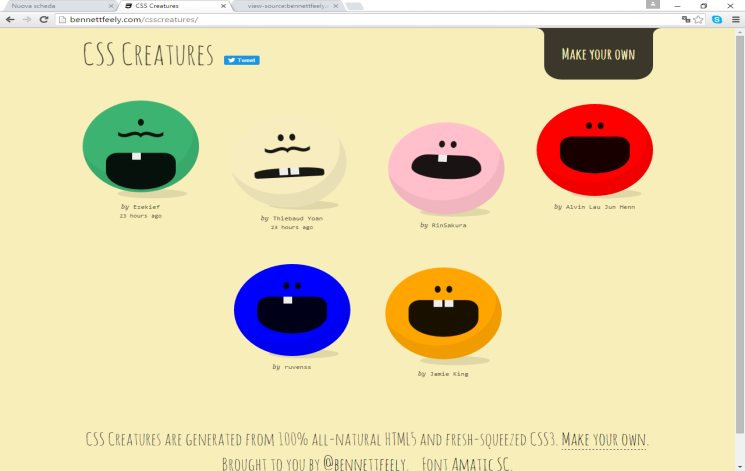 Nuova scheda
CSS Creatures
view-source:bennettfeely.c
bennettfeely.com/csscreatures/
CSS Creatures
Tweet
Make your own
by Ezekief
23 hours ago
by Thiebaud Yoan
23 hours ago
by RinSakura
by Alvin Lau Jun Henn
by ruvenss
by Jamie King
CSS Creatures are generated from 100% all-natural HTML5 and fresh-squeezed CSS3. Make your own.
Brought to you by @bennettfeely. Font Amatic SC.